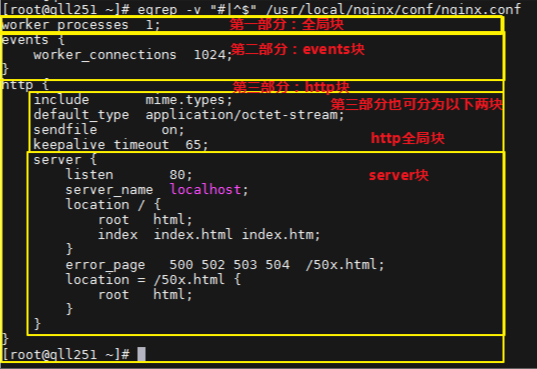 [root@qll251 ~]# egrep -v "#|^$" /usr/local/nginx/conf/nginx.conf
worker_processes  1; 第一部分：全局块
events {
    worker_connections  1024; 第二部分：events块
}
http { 第三部分：http块
    include       mime.types; 第三部分也可分为以下两块
    default_type  application/octet-stream;
    sendfile        on; http全局块
    keepalive_timeout  65;
    server {
        listen       80; server块
        server_name  localhost;
        location / {
            root   html;
            index  index.html index.htm;
        }
        error_page   500 502 503 504  /50x.html;
        location = /50x.html {
            root   html;
        }
    }
}
[root@qll251 ~]#